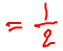 = 1/2